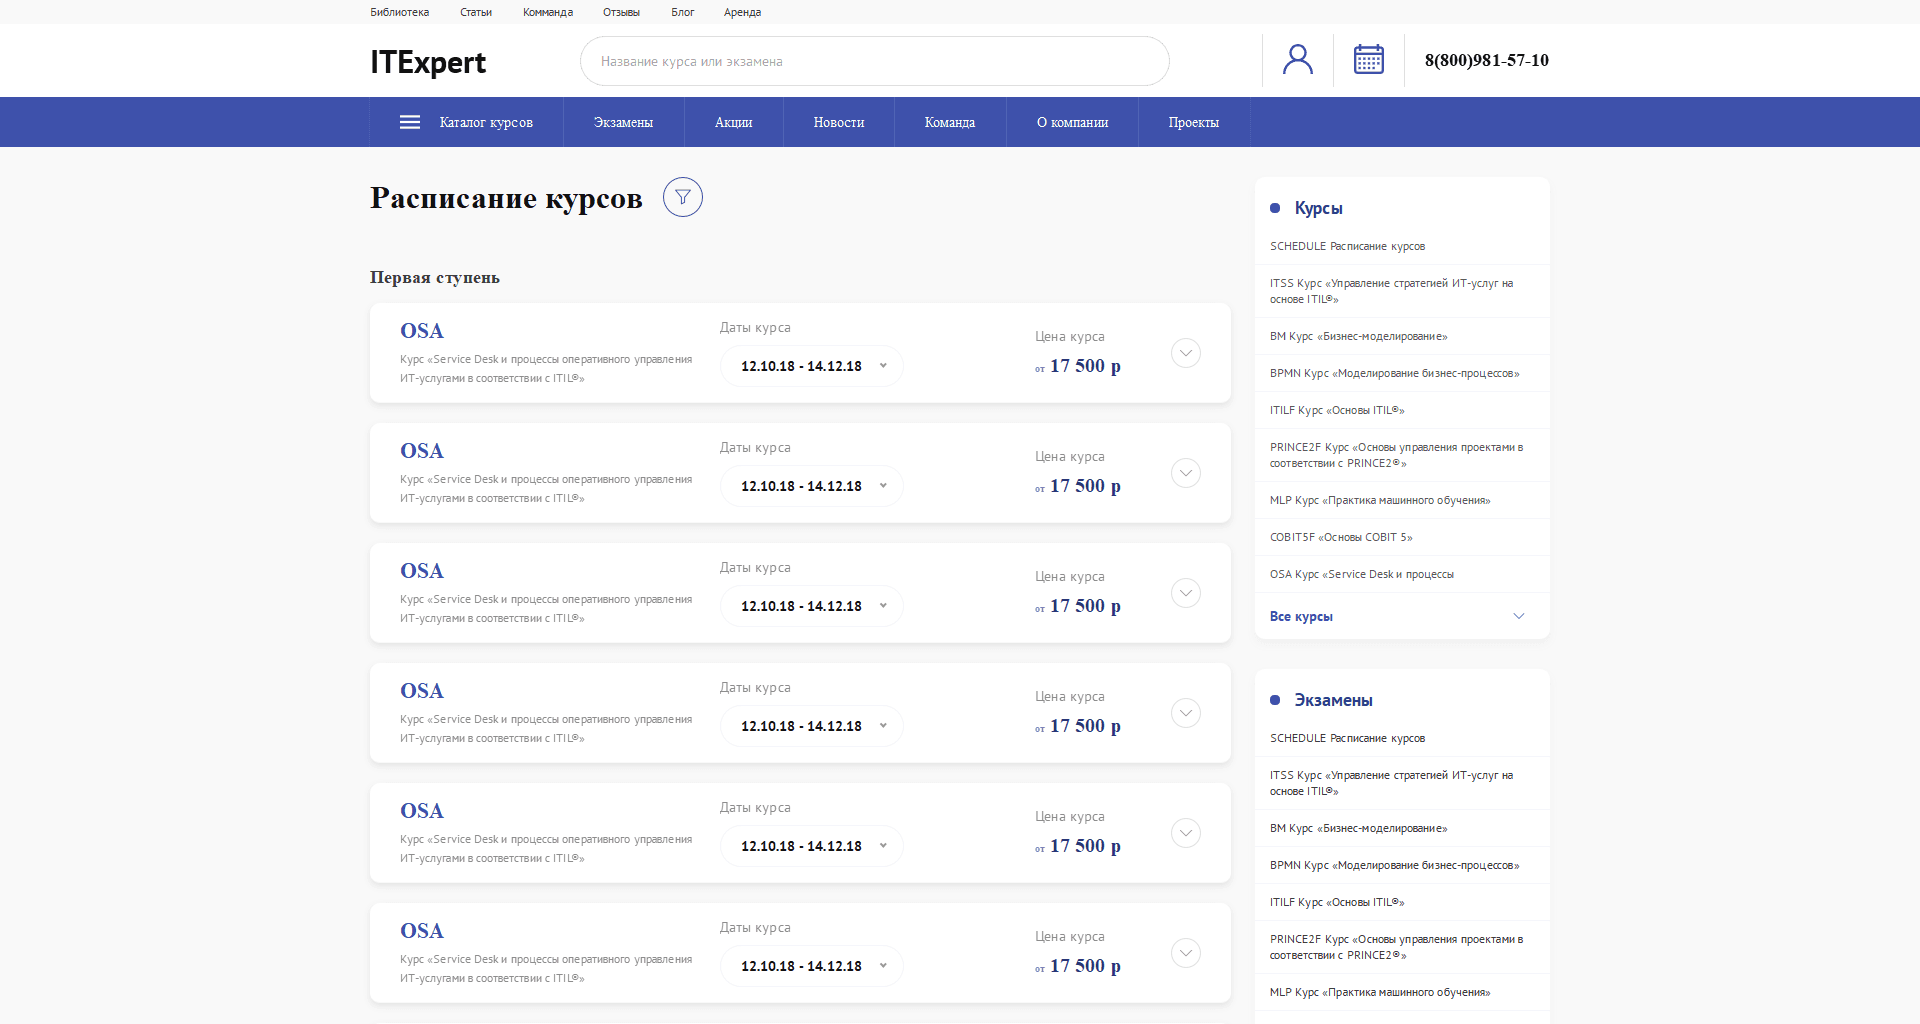 Библиотека Статьи Комманда Отзывы Блог Аренда
ITExpert
Название курса или экзамена
8(800)981-57-10
Каталог курсов Экзамены Акции Новости Команда О компании Проекты
Расписание курсов
Первая ступень
OSA
Курс «Service Desk и процессы оперативного управления
ИТ-услугами в соответствии с ITIL®»
Даты курса
12.10.18 - 14.12.18
Цена курса
от 17 500 р
OSA
Курс «Service Desk и процессы оперативного управления
ИТ-услугами в соответствии с ITIL®»
Даты курса
12.10.18 - 14.12.18
Цена курса
от 17 500 р
OSA
Курс «Service Desk и процессы оперативного управления
ИТ-услугами в соответствии с ITIL®»
Даты курса
12.10.18 - 14.12.18
Цена курса
от 17 500 р
OSA
Курс «Service Desk и процессы оперативного управления
ИТ-услугами в соответствии с ITIL®»
Даты курса
12.10.18 - 14.12.18
Цена курса
от 17 500 р
OSA
Курс «Service Desk и процессы оперативного управления
ИТ-услугами в соответствии с ITIL®»
Даты курса
12.10.18 - 14.12.18
Цена курса
от 17 500 р
OSA
Курс «Service Desk и процессы оперативного управления
ИТ-услугами в соответствии с ITIL®»
Даты курса
12.10.18 - 14.12.18
Цена курса
от 17 500 р
Курсы
SCHEDULE Расписание курсов
ITSS Курс «Управление стратегией ИТ-услуг на
основе ITIL®»
BM Курс «Бизнес-моделирование»
BPMN Курс «Моделирование бизнес-процессов»
ITILF Курс «Основы ITIL®»
PRINCE2F Курс «Основы управления проектами в
соответствии с PRINCE2®»
MLP Курс «Практика машинного обучения»
COBIT5F «Основы COBIT 5»
OSA Курс «Service Desk и процессы
Все курсы
Экзамены
SCHEDULE Расписание курсов
ITSS Курс «Управление стратегией ИТ-услуг на
основе ITIL®»
BM Курс «Бизнес-моделирование»
BPMN Курс «Моделирование бизнес-процессов»
ITILF Курс «Основы ITIL®»
PRINCE2F Курс «Основы управления проектами в
соответствии с PRINCE2®»
MLP Курс «Практика машинного обучения»